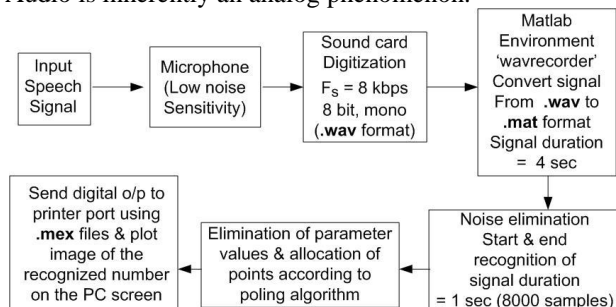 Audio is inherently an analog phenomenon.
Input
Speech
Signal
Microphone
(Low noise
Sensitivity)
Sound card
Digitization
Fs = 8 kbps
8 bit, mono
(.wav format)
Matlab
Environment
'wavrecorder'
Convert signal
From .wav to
.mat format
Signal duration
= 4 sec
Noise elimination
Start & end
recognition of
signal duration
= 1 sec (8000 samples)
Elimination of parameter
values & allocation of
points according to
poling algorithm
Send digital o/p to
printer port using
.mex files & plot
image of the
recognized number
on the PC screen